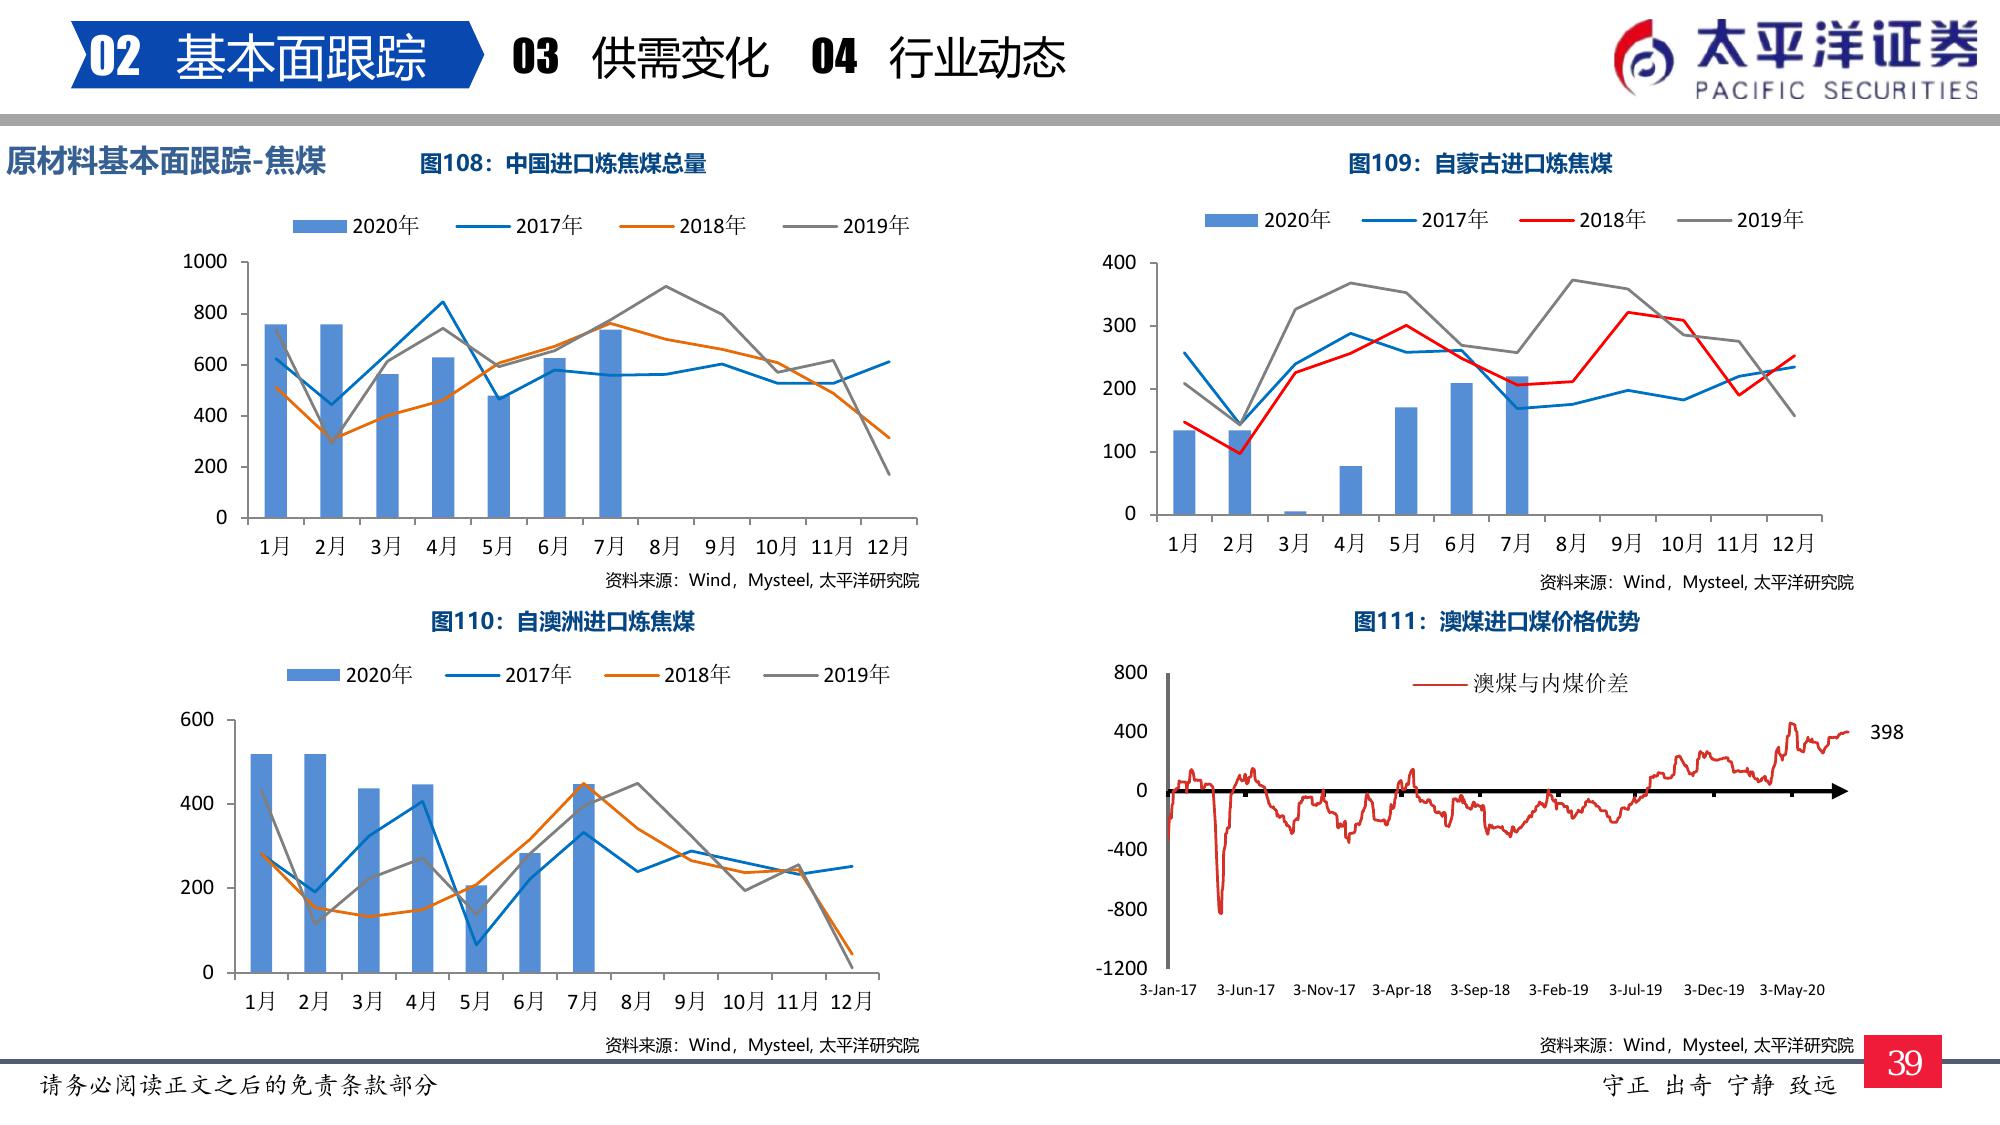 02 基本面跟踪 03 供需变化 04 行业动态
太平洋证券
PACIFIC SECURITIES
原材料基本面跟踪-焦煤
图108：中国进口炼焦煤总量
2020年 2017年 2018年 2019年
1000
800
600
400
200
0
1月 2月 3月 4月 5月 6月 7月 8月 9月 10月 11月 12月
资料来源：Wind，Mysteel, 太平洋研究院
图109：自蒙古进口炼焦煤
2020年 2017年 2018年 2019年
400
300
200
100
0
1月 2月 3月 4月 5月 6月 7月 8月 9月 10月 11月 12月
资料来源：Wind，Mysteel, 太平洋研究院
图110：自澳洲进口炼焦煤
2020年 2017年 2018年 2019年
600
400
200
0
1月 2月 3月 4月 5月 6月 7月 8月 9月 10月 11月 12月
资料来源：Wind，Mysteel, 太平洋研究院
图111：澳煤进口煤价格优势
澳煤与内煤价差
800
400
0
-400
-800
-1200
398
3-Jan-17 3-Jun-17 3-Nov-17 3-Apr-18 3-Sep-18 3-Feb-19 3-Jul-19 3-Dec-19 3-May-20
资料来源：Wind，Mysteel, 太平洋研究院
39
请务必阅读正文之后的免责条款部分
守正 出奇 宁静 致远